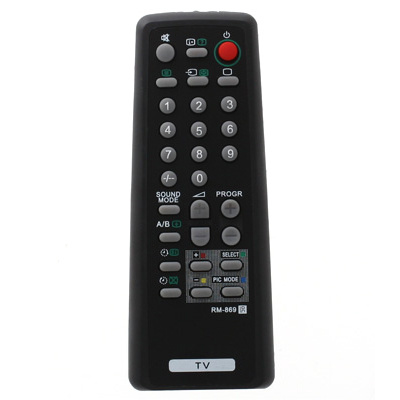 1 2 3
4 5 6
7 8 9
-/-- 0
SOUND MODE PROGR
A/B
SELECT
PIC MODE
RM-869
TV